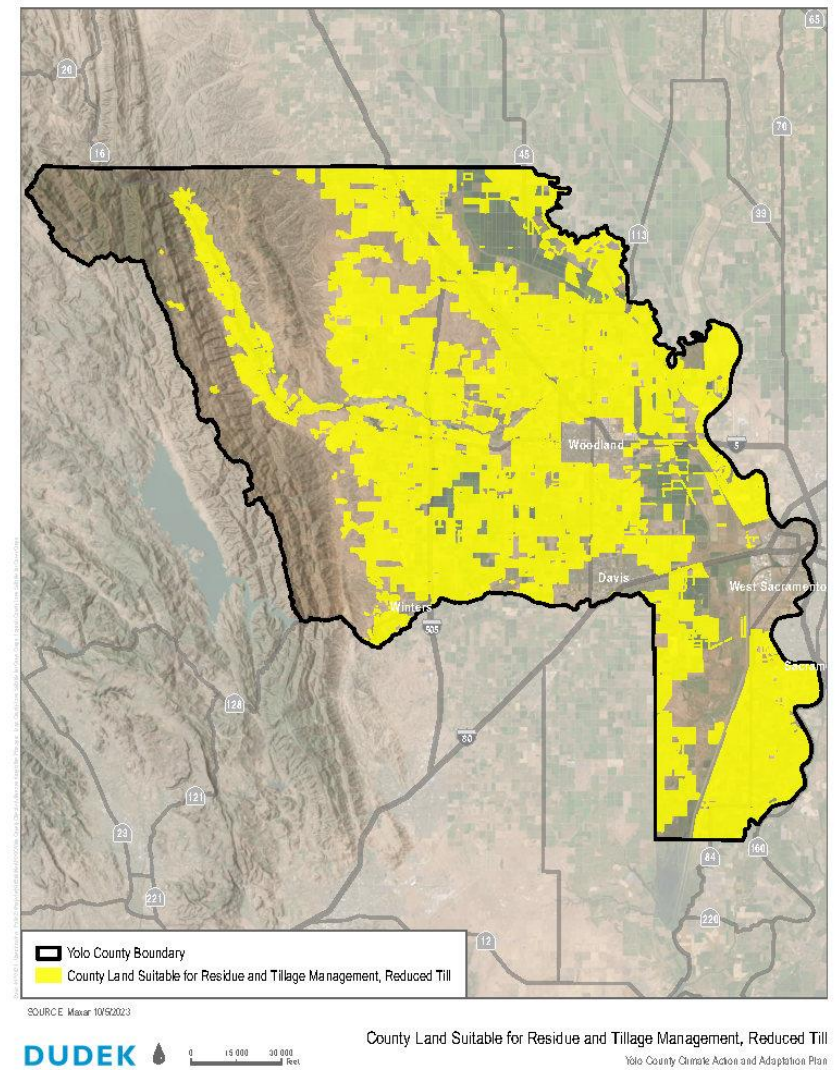 65
20
70
16
45
99
113
Woodland
5
Davis
West Sacramento
Winters
505
Sacram
128
80
121
29
84
160
221
220
12
Yolo County Boundary
County Land Suitable for Residue and Tillage Management, Reduced Till
SOURCE: Maxar 10/5/2023
DUDEK
0 15 000 30 000
Feet
County Land Suitable for Residue and Tillage Management, Reduced Till
Yolo County Climate Action and Adaptation Plan